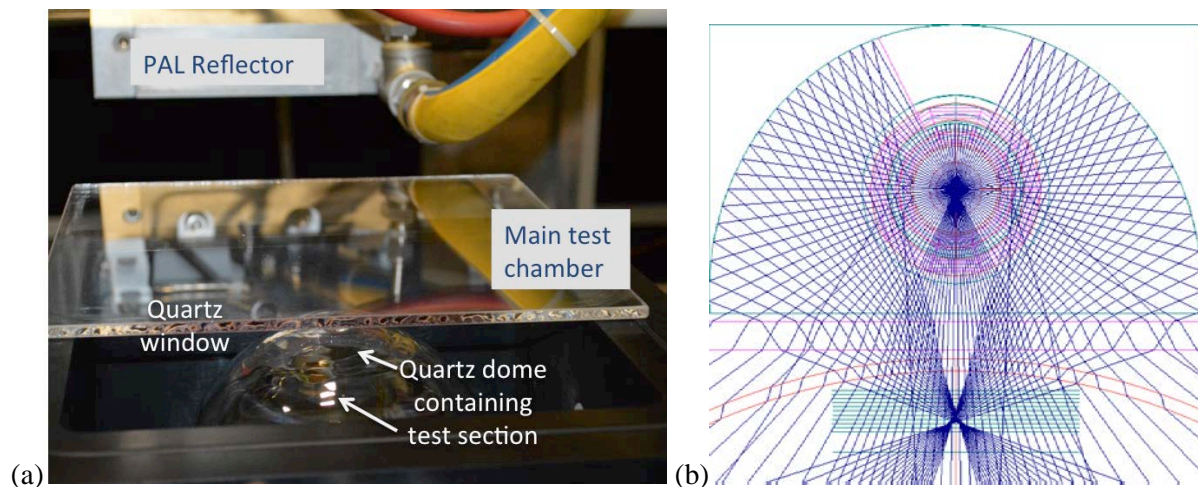 PAL Reflector
Main test
chamber
Quartz
window
Quartz dome
containing
test section
(a)
(b)